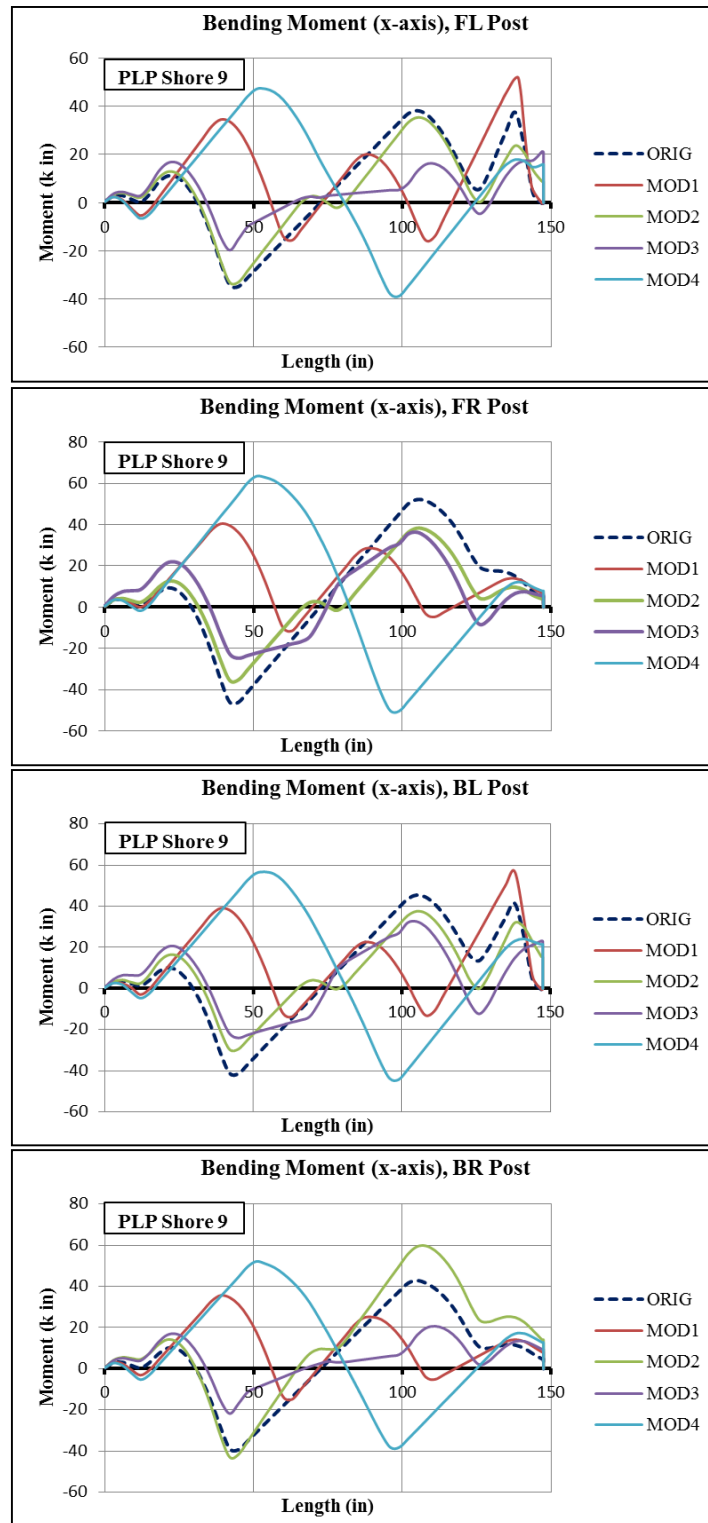 Bending Moment (x-axis), FL Post
PLP Shore 9
Moment (k in)
60
40
20
0
-20
-40
-60
0
50
100
150
Length (in)
ORIG
MOD1
MOD2
MOD3
MOD4
Bending Moment (x-axis), FR Post
PLP Shore 9
Moment (k in)
80
60
40
20
0
-20
-40
-60
0
50
100
150
Length (in)
ORIG
MOD1
MOD2
MOD3
MOD4
Bending Moment (x-axis), BL Post
PLP Shore 9
Moment (k in)
80
60
40
20
0
-20
-40
-60
0
50
100
150
Length (in)
ORIG
MOD1
MOD2
MOD3
MOD4
Bending Moment (x-axis), BR Post
PLP Shore 9
Moment (k in)
80
60
40
20
0
-20
-40
-60
0
50
100
150
Length (in)
ORIG
MOD1
MOD2
MOD3
MOD4